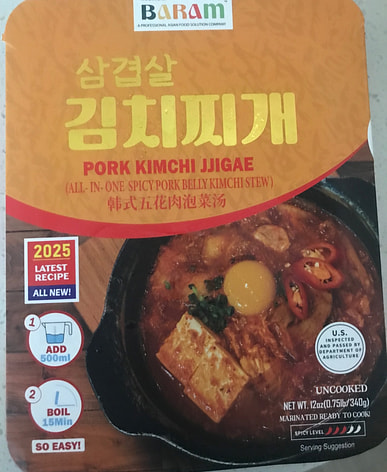 BARAM
A PROFESSIONAL ASIAN FOOD SOLUTION COMPANY
삼겹살
김치찌개
PORK KIMCHI JJIGAE
(ALL- IN- ONE SPICY PORK BELLY KIMCHI STEW)
韩式五花肉泡菜汤
2025
LATEST
RECIPE
ALL NEW!
1
ADD
500ml
2
BOIL
15Min
SO EASY!
U.S.
INSPECTED
AND PASSED BY
DEPARTMENT OF
AGRICULTURE
UNCOOKED
NET WT. 12oz(0.75lb/340g)
MARINATED READY TO COOK!
SPICY LEVEL
Serving Suggestion